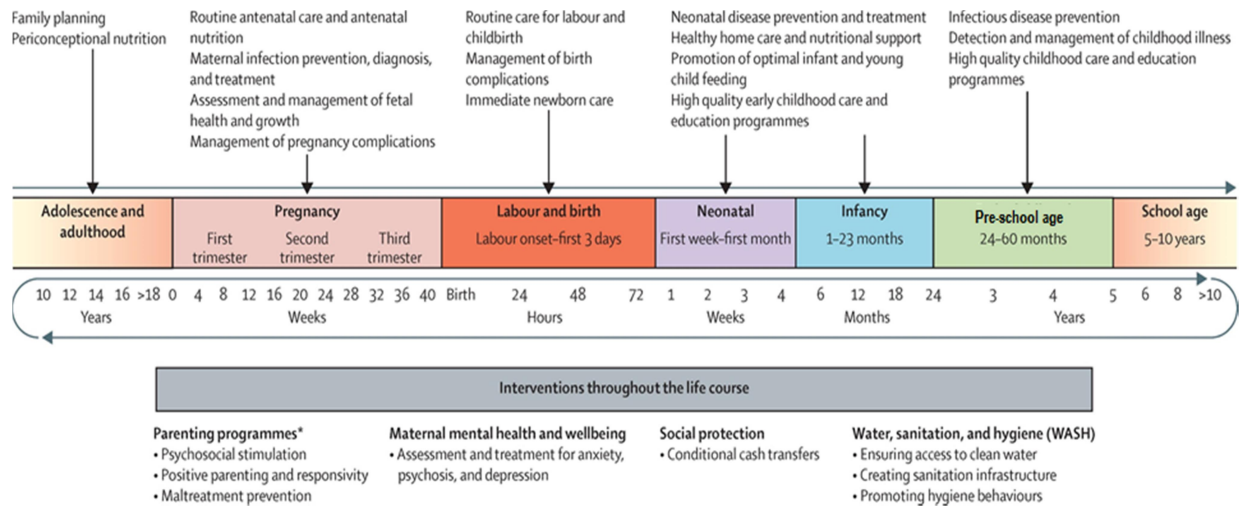 Family planning
Periconceptional nutrition
Routine antenatal care and antenatal
nutrition
Maternal infection prevention, diagnosis,
and treatment
Assessment and management of fetal
health and growth
Management of pregnancy complications
Routine care for labour and
childbirth
Management of birth
complications
Immediate newborn care
Neonatal disease prevention and treatment
Healthy home care and nutritional support
Promotion of optimal infant and young
child feeding
High quality early childhood care and
education programmes
Infectious disease prevention
Detection and management of childhood illness
High quality childhood care and education
programmes
Adolescence and
adulthood
Pregnancy
First
trimester
Second
trimester
Third
trimester
Labour and birth
Labour onset–first 3 days
Neonatal
First week–first month
Infancy
1–23 months
Pre-school age
24–60 months
School age
5–10 years
10 12 14 16 >18 0 4 8 12 16 20 24 28 32 36 40 Birth 24 48 72 1 2 3 4 6 12 18 24 3 4 5 6 8 >10
Years Weeks Hours Weeks Months Years
Interventions throughout the life course
Parenting programmes*
• Psychosocial stimulation
• Positive parenting and responsivity
• Maltreatment prevention
Maternal mental health and wellbeing
• Assessment and treatment for anxiety,
psychosis, and depression
Social protection
• Conditional cash transfers
Water, sanitation, and hygiene (WASH)
• Ensuring access to clean water
• Creating sanitation infrastructure
• Promoting hygiene behaviours